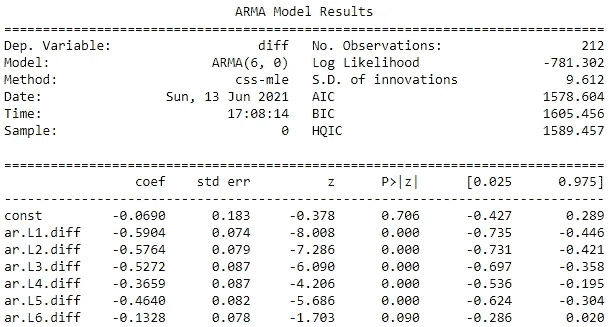 ARMA Model Results
==============================================================================
Dep. Variable: diff No. Observations: 212
Model: ARMA(6, 0) Log Likelihood -781.302
Method: css-mle S.D. of innovations 9.612
Date: Sun, 13 Jun 2021 AIC 1578.604
Time: 17:08:14 BIC 1605.456
Sample: 0 HQIC 1589.457
==============================================================================
coef std err z P>|z| [0.025 0.975]
------------------------------------------------------------------------------
const -0.0690 0.183 -0.378 0.706 -0.427 0.289
ar.L1.diff -0.5904 0.074 -8.008 0.000 -0.735 -0.446
ar.L2.diff -0.5764 0.079 -7.286 0.000 -0.731 -0.421
ar.L3.diff -0.5272 0.087 -6.090 0.000 -0.697 -0.358
ar.L4.diff -0.3659 0.087 -4.206 0.000 -0.536 -0.195
ar.L5.diff -0.4640 0.082 -5.686 0.000 -0.624 -0.304
ar.L6.diff -0.1328 0.078 -1.703 0.090 -0.286 0.020